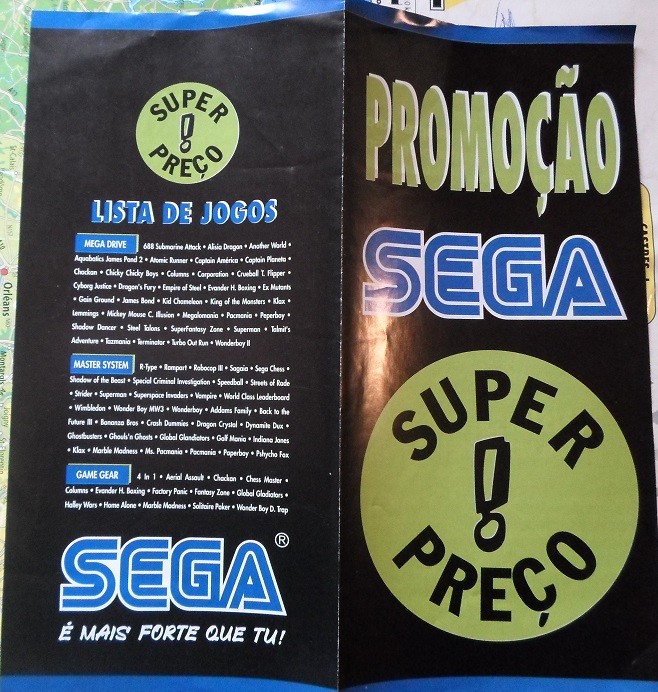 SUPER
!
PREÇO
LISTA DE JOGOS
MEGA DRIVE 688 Submarine Attack • Alisia Dragon • Another World •
Aquabatics James Pond 2 • Atomic Runner • Captain América • Captain Planeta •
Chackan • Chicky Chicky Boys • Columns • Corporation • Crueball T. Fipper •
Cyborg Justice • Dragon's Fury • Empire of Steel • Evander H. Boxing • Ex Mutants
• Gain Ground • James Bond • Kid Chameleon • King of the Monsters • Klax •
Lemmings • Mickey Mouse C. Illusion • Megalomania • Pacmania • Peperboy •
Shadow Dancer • Steel Talons • SuperFantasy Zone • Superman • Talmit's
Adventure • Tazmania • Terminator • Turbo Out Run • Wonderboy II
MASTER SYSTEM R-Type • Rampart • Robocop III • Sagaia • Sega Chess •
Shadow of the Beast • Special Criminal Investigation • Speedball • Streets of Rade
• Strider • Superman • Superspace Invaders • Vampire • World Class Leaderboard
• Wimbledon • Wonder Boy MW3 • Wonderboy • Addams Family • Back to the
Future III • Bonanza Bros • Crash Dummies • Dragon Crystal • Dynamite Dux •
Ghostbusters • Ghouls'n Ghosts • Global Glandiators • Golf Mania • Indiana Jones
• Klax • Marble Madness • Ms. Pacmania • Pacmania • Paperboy • Pshycho Fox
GAME GEAR 4 In 1 • Aerial Assault • Chackan • Chess Master •
Columns • Evander H. Boxing • Factory Panic • Fantasy Zone • Global Gladiators •
Halley Wars • Home Alone • Marble Madness • Solitaire Poker • Wonder Boy D. Trap
SEGA®
É MAIS FORTE QUE TU!
PROMOÇÃO
SEGA
SUPER
!
PREÇO
Orléans